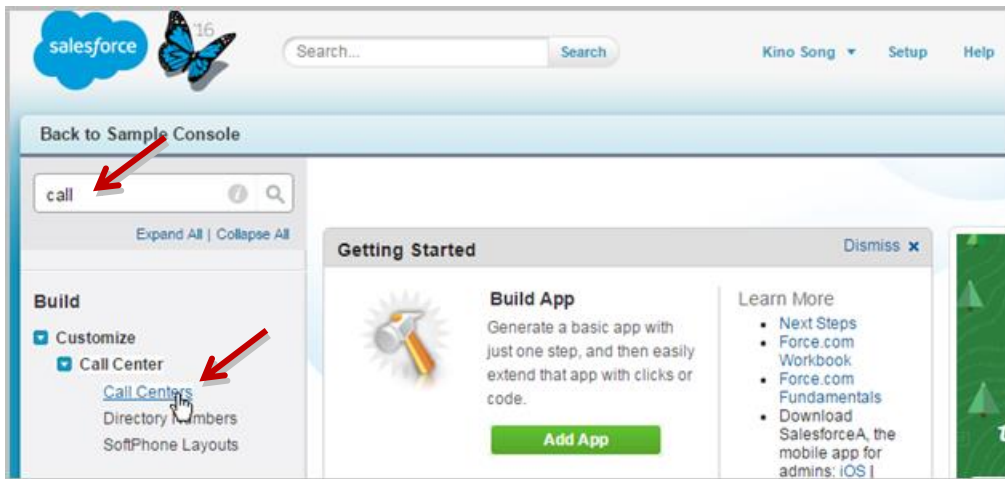 salesforce
'16
Search...
Search
Kino Song
Setup
Help
Back to Sample Console
call
Expand All | Collapse All
Build
Customize
Call Center
Call Centers
Directory Numbers
SoftPhone Layouts
Getting Started
Dismiss x
Build App
Generate a basic app with
just one step, and then easily
extend that app with clicks or
code.
Add App
Learn More
• Next Steps
• Force.com
Workbook
• Force.com
Fundamentals
• Download
SalesforceA, the
mobile app for
admins: iOS |